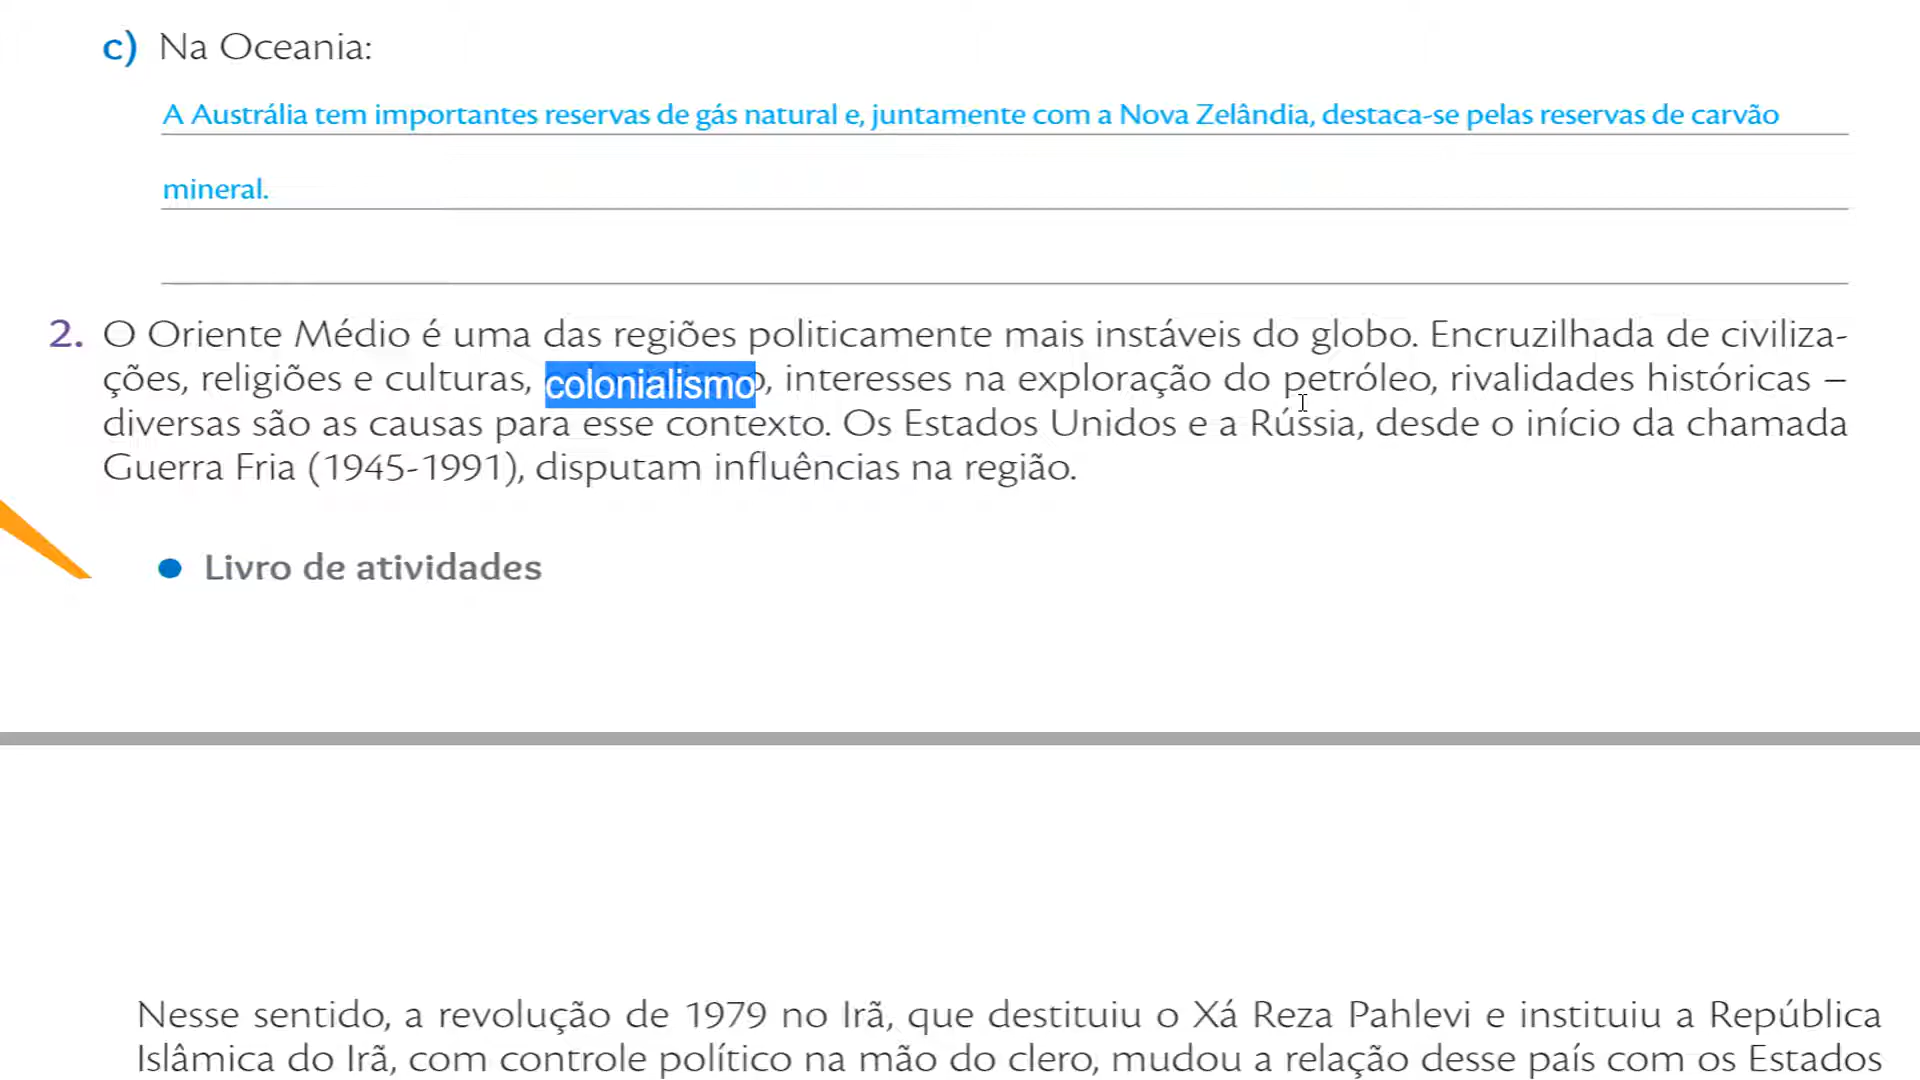 c) Na Oceania:
A Austrália tem importantes reservas de gás natural e, juntamente com a Nova Zelândia, destaca-se pelas reservas de carvão
mineral.
2. O Oriente Médio é uma das regiões politicamente mais instáveis do globo. Encruzilhada de civiliza-
ções, religiões e culturas, colonialismo, interesses na exploração do petróleo, rivalidades históricas –
diversas são as causas para esse contexto. Os Estados Unidos e a Rússia, desde o início da chamada
Guerra Fria (1945-1991), disputam influências na região.
● Livro de atividades
Nesse sentido, a revolução de 1979 no Irã, que destituiu o Xá Reza Pahlevi e instituiu a República
Islâmica do Irã, com controle político na mão do clero, mudou a relação desse país com os Estados